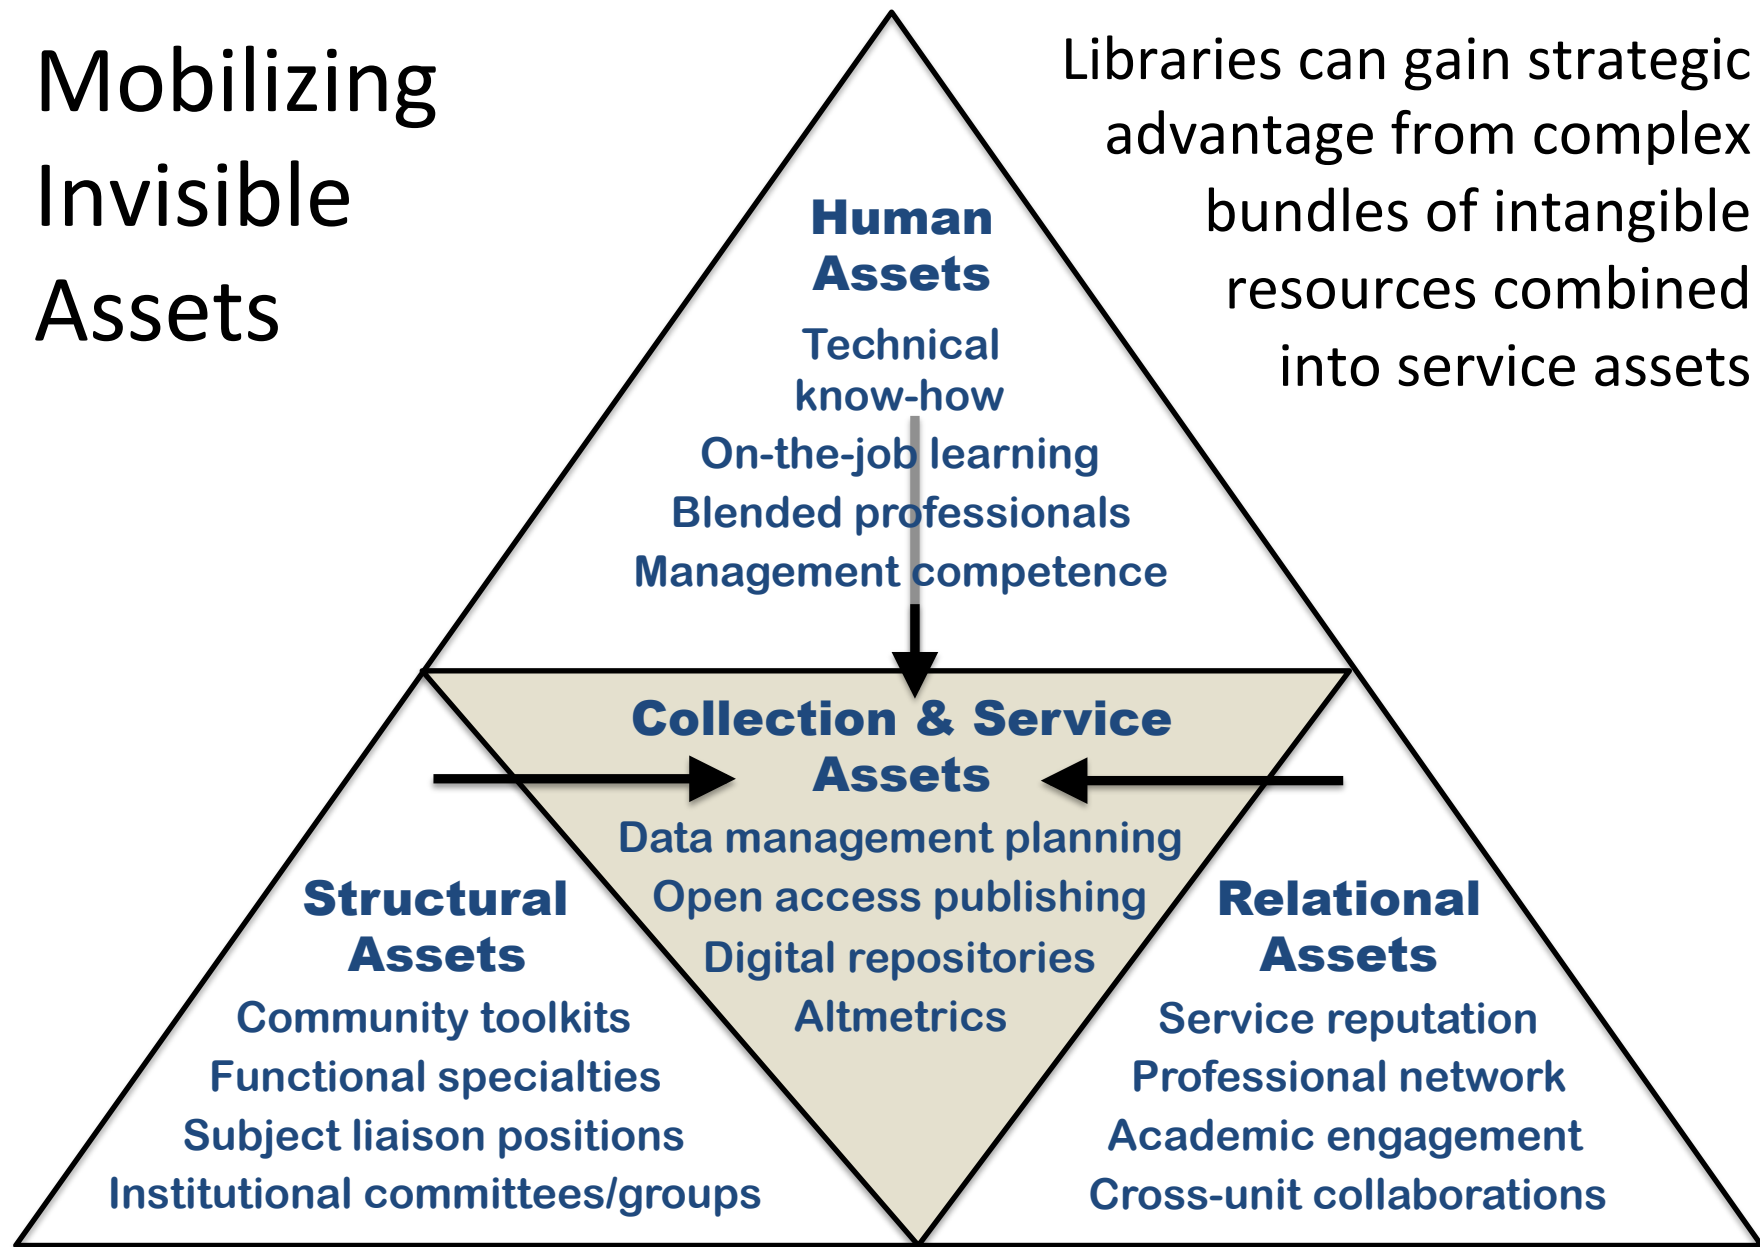 Mobilizing
Invisible
Assets
Libraries can gain strategic
advantage from complex
bundles of intangible
resources combined
into service assets
Human
Assets
Technical
know-how
On-the-job learning
Blended professionals
Management competence
Collection & Service
Assets
Data management planning
Open access publishing
Digital repositories
Altmetrics
Structural
Assets
Community toolkits
Functional specialties
Subject liaison positions
Institutional committees/groups
Relational
Assets
Service reputation
Professional network
Academic engagement
Cross-unit collaborations